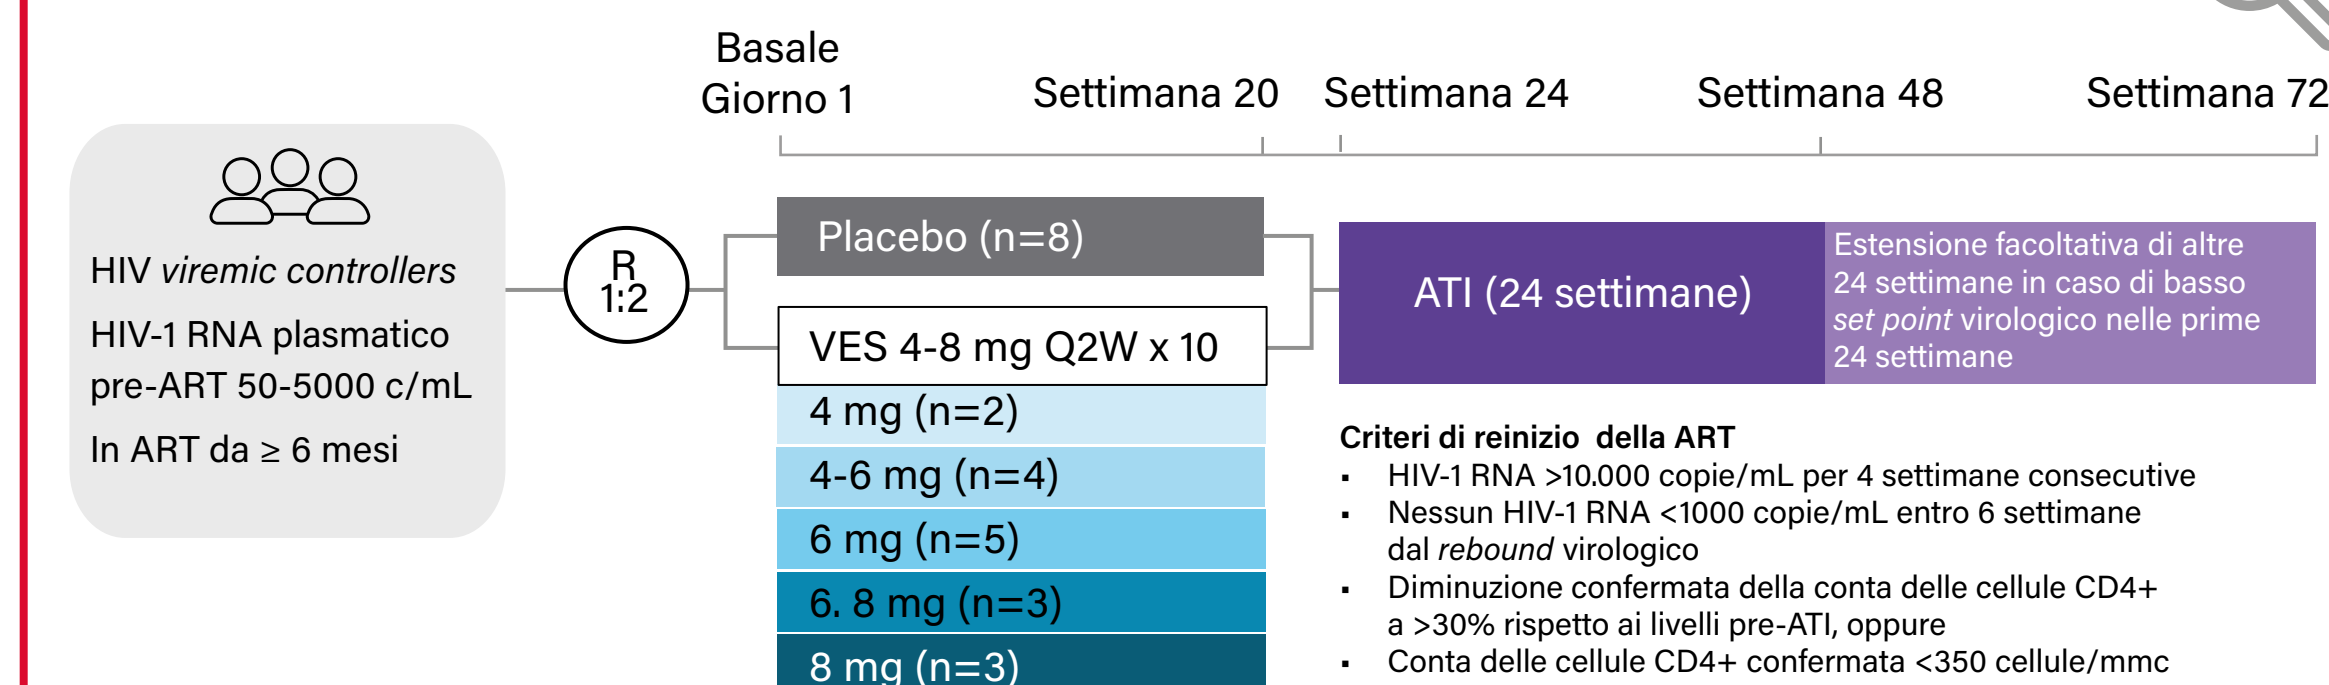 Basale
Giorno 1
Settimana 20
Settimana 24
Settimana 48
Settimana 72
HIV viremic controllers
HIV-1 RNA plasmatico
pre-ART 50-5000 c/mL
In ART da ≥ 6 mesi
R
1:2
Placebo (n=8)
VES 4-8 mg Q2W x 10
4 mg (n=2)
4-6 mg (n=4)
6 mg (n=5)
6. 8 mg (n=3)
8 mg (n=3)
ATI (24 settimane)
Estensione facoltativa di altre
24 settimane in caso di basso
set point virologico nelle prime
24 settimane
Criteri di reinizio della ART
▪ HIV-1 RNA >10.000 copie/mL per 4 settimane consecutive
▪ Nessun HIV-1 RNA <1000 copie/mL entro 6 settimane
dal rebound virologico
▪ Diminuzione confermata della conta delle cellule CD4+
a >30% rispetto ai livelli pre-ATI, oppure
▪ Conta delle cellule CD4+ confermata <350 cellule/mmc